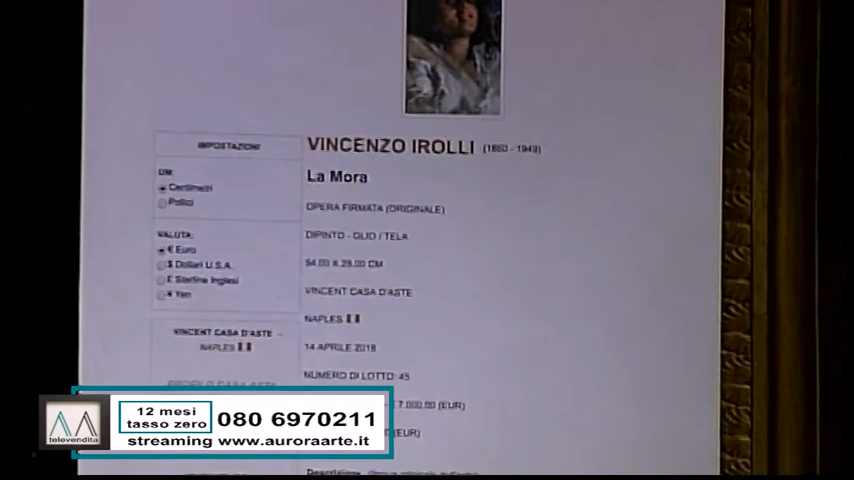 IMPOSTAZIONI
VINCENZO IROLLI (1860 - 1949)
La Mora
Centimetri
Pollici
OPERA FIRMATA (ORIGINALE)
VALUTA:
DIPINTO - OLIO / TELA
€ Euro
$ Dollari U.S.A.
54,00 X 28,00 CM
£ Sterline Inglesi
¥ Yen
VINCENT CASA D'ASTE
NAPLES
VINCENT CASA D'ASTE -
NAPLES
14 APRILE 2018
NUMERO DI LOTTO: 45
7.000,00 (EUR)
(EUR)
Descrizione
televendita
12 mesi
tasso zero
080 6970211
streaming www.auroraarte.it